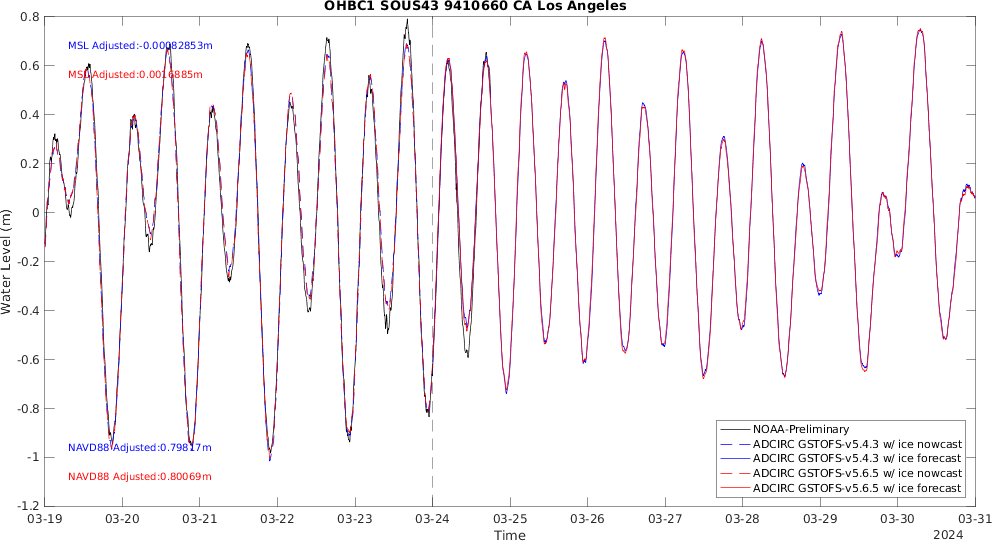 OHBC1 SOUS43 9410660 CA Los Angeles
0.8
0.6
0.4
0.2
0
-0.2
-0.4
-0.6
-0.8
-1
-1.2
Water Level (m)
MSL Adjusted:-0.00082853m
MSL Adjusted:0.0016885m
NAVD88 Adjusted:0.79817m
NAVD88 Adjusted:0.80069m
NOAA-Preliminary
ADCIRC GSTOFS-v5.4.3 w/ ice nowcast
ADCIRC GSTOFS-v5.4.3 w/ ice forecast
ADCIRC GSTOFS-v5.6.5 w/ ice nowcast
ADCIRC GSTOFS-v5.6.5 w/ ice forecast
03-19 03-20 03-21 03-22 03-23 03-24 03-25 03-26 03-27 03-28 03-29 03-30 03-31
Time
2024